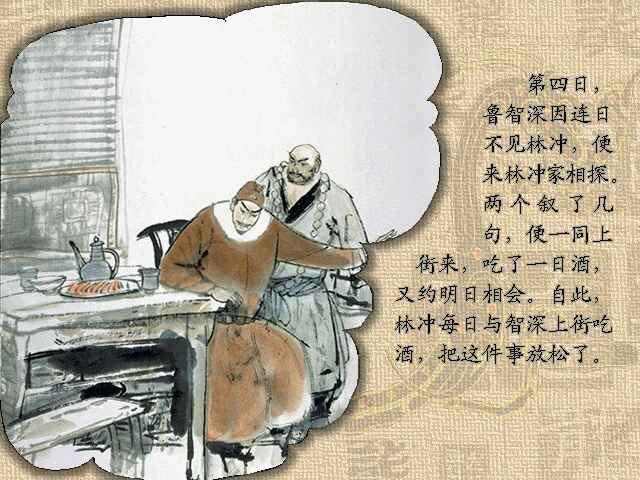 第四日，
鲁智深因连日
不见林冲，便
来林冲家相探。
两个叙了几
句，便一同上
街来，吃了一日酒，
又约明日相会。自此，
林冲每日与智深上街吃
酒，把这件事放松了。